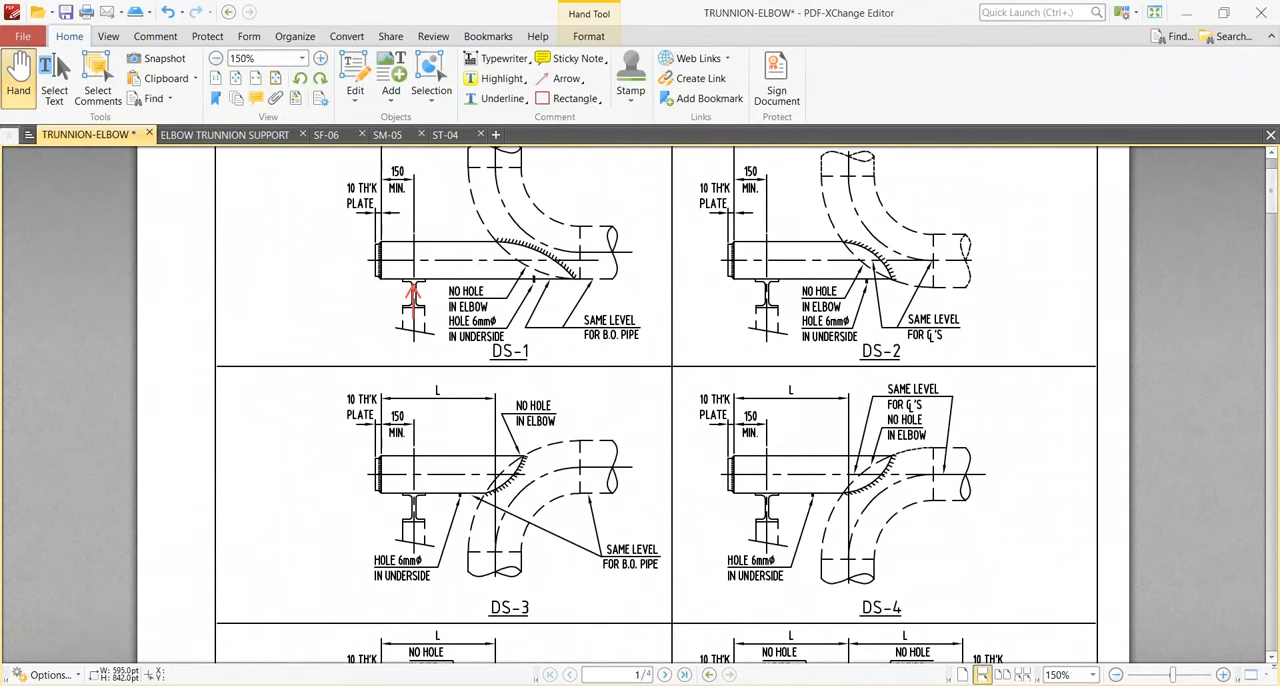 Hand Tool
TRUNNION-ELBOW* - PDF-XChange Editor
Quick Launch (Ctrl+.)
File
Home
View
Comment
Protect
Form
Organize
Convert
Share
Review
Bookmarks
Help
Format
Find...
Search...
Hand
Select
Text
Select
Comments
Snapshot
Clipboard
Find
Tools
150%
View
Edit
Add
Selection
Objects
Typewriter
Highlight
Underline
Sticky Note
Arrow
Rectangle
Stamp
Comment
Web Links
Create Link
Add Bookmark
Links
Sign
Document
Protect
TRUNNION-ELBOW *
ELBOW TRUNNION SUPPORT
SF-06
SM-05
ST-04
10 TH'K
PLATE
150
MIN.
NO HOLE
IN ELBOW
HOLE 6mmØ
IN UNDERSIDE
SAME LEVEL
FOR B.O. PIPE
DS-1
10 TH'K
PLATE
150
MIN.
NO HOLE
IN ELBOW
HOLE 6mmØ
IN UNDERSIDE
SAME LEVEL
FOR ℄'S
DS-2
L
10 TH'K
PLATE
150
MIN.
NO HOLE
IN ELBOW
HOLE 6mmØ
IN UNDERSIDE
SAME LEVEL
FOR B.O. PIPE
DS-3
L
10 TH'K
PLATE
150
MIN.
SAME LEVEL
FOR ℄'S
NO HOLE
IN ELBOW
HOLE 6mmØ
IN UNDERSIDE
DS-4
L
NO HOLE
10 TH'K
L
L
NO HOLE
NO HOLE
10 TH'K
10 TH'K
Options...
W: 595.0pt
H: 842.0pt
X:
Y:
1/4
150%